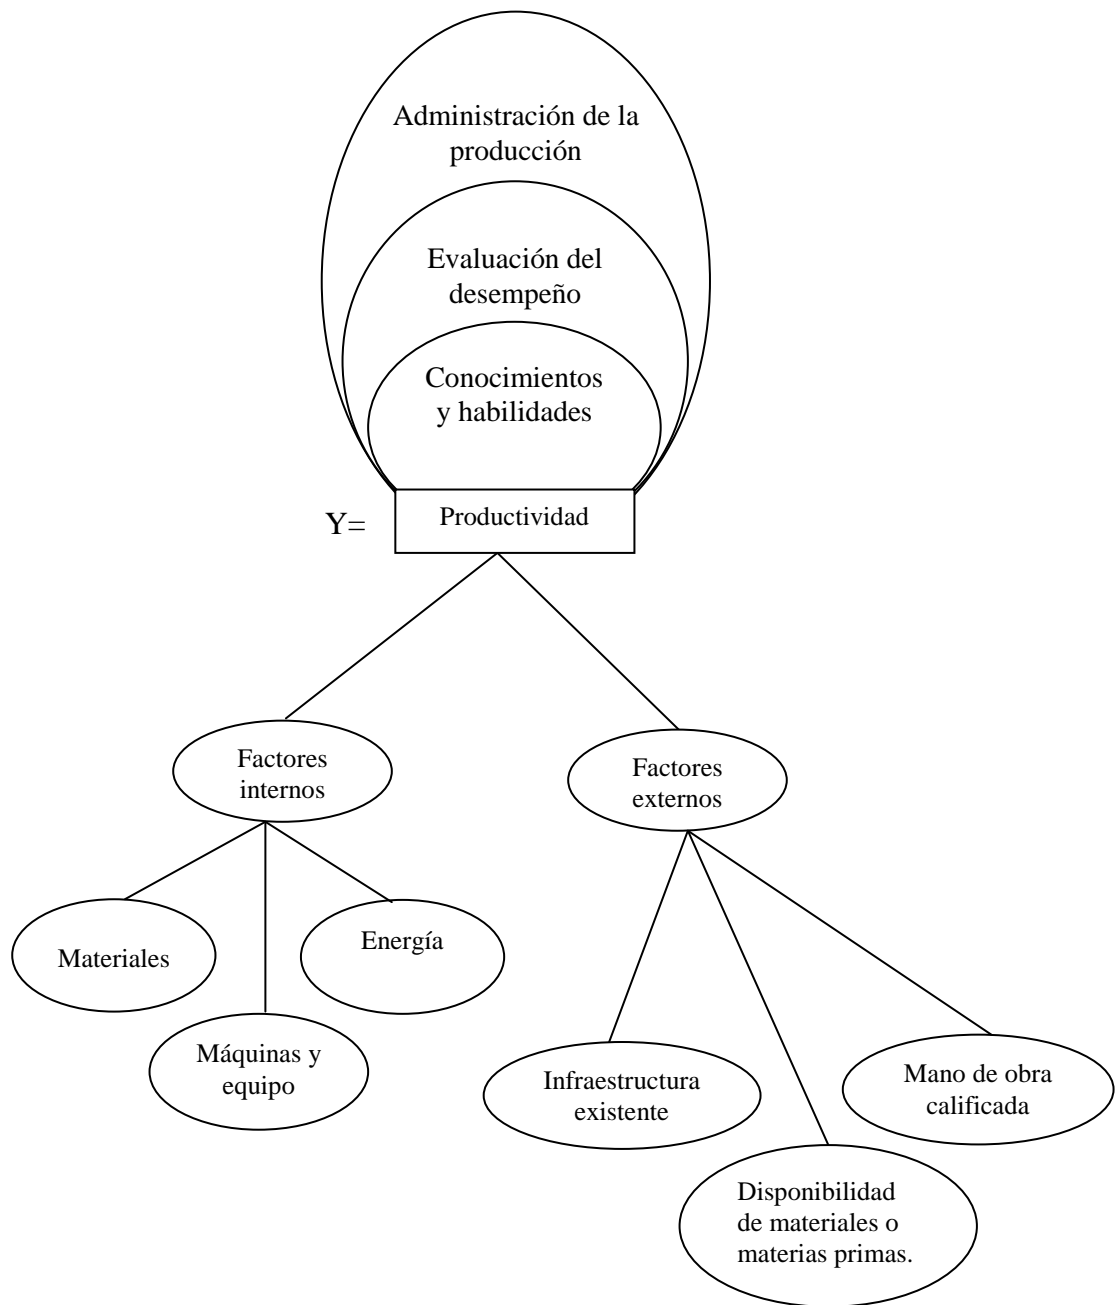 Administración de la
producción
Evaluación del
desempeño
Conocimientos
y habilidades
Y=
Productividad
Factores
internos
Factores
externos
Materiales
Energía
Máquinas y
equipo
Infraestructura
existente
Mano de obra
calificada
Disponibilidad
de materiales o
materias primas.